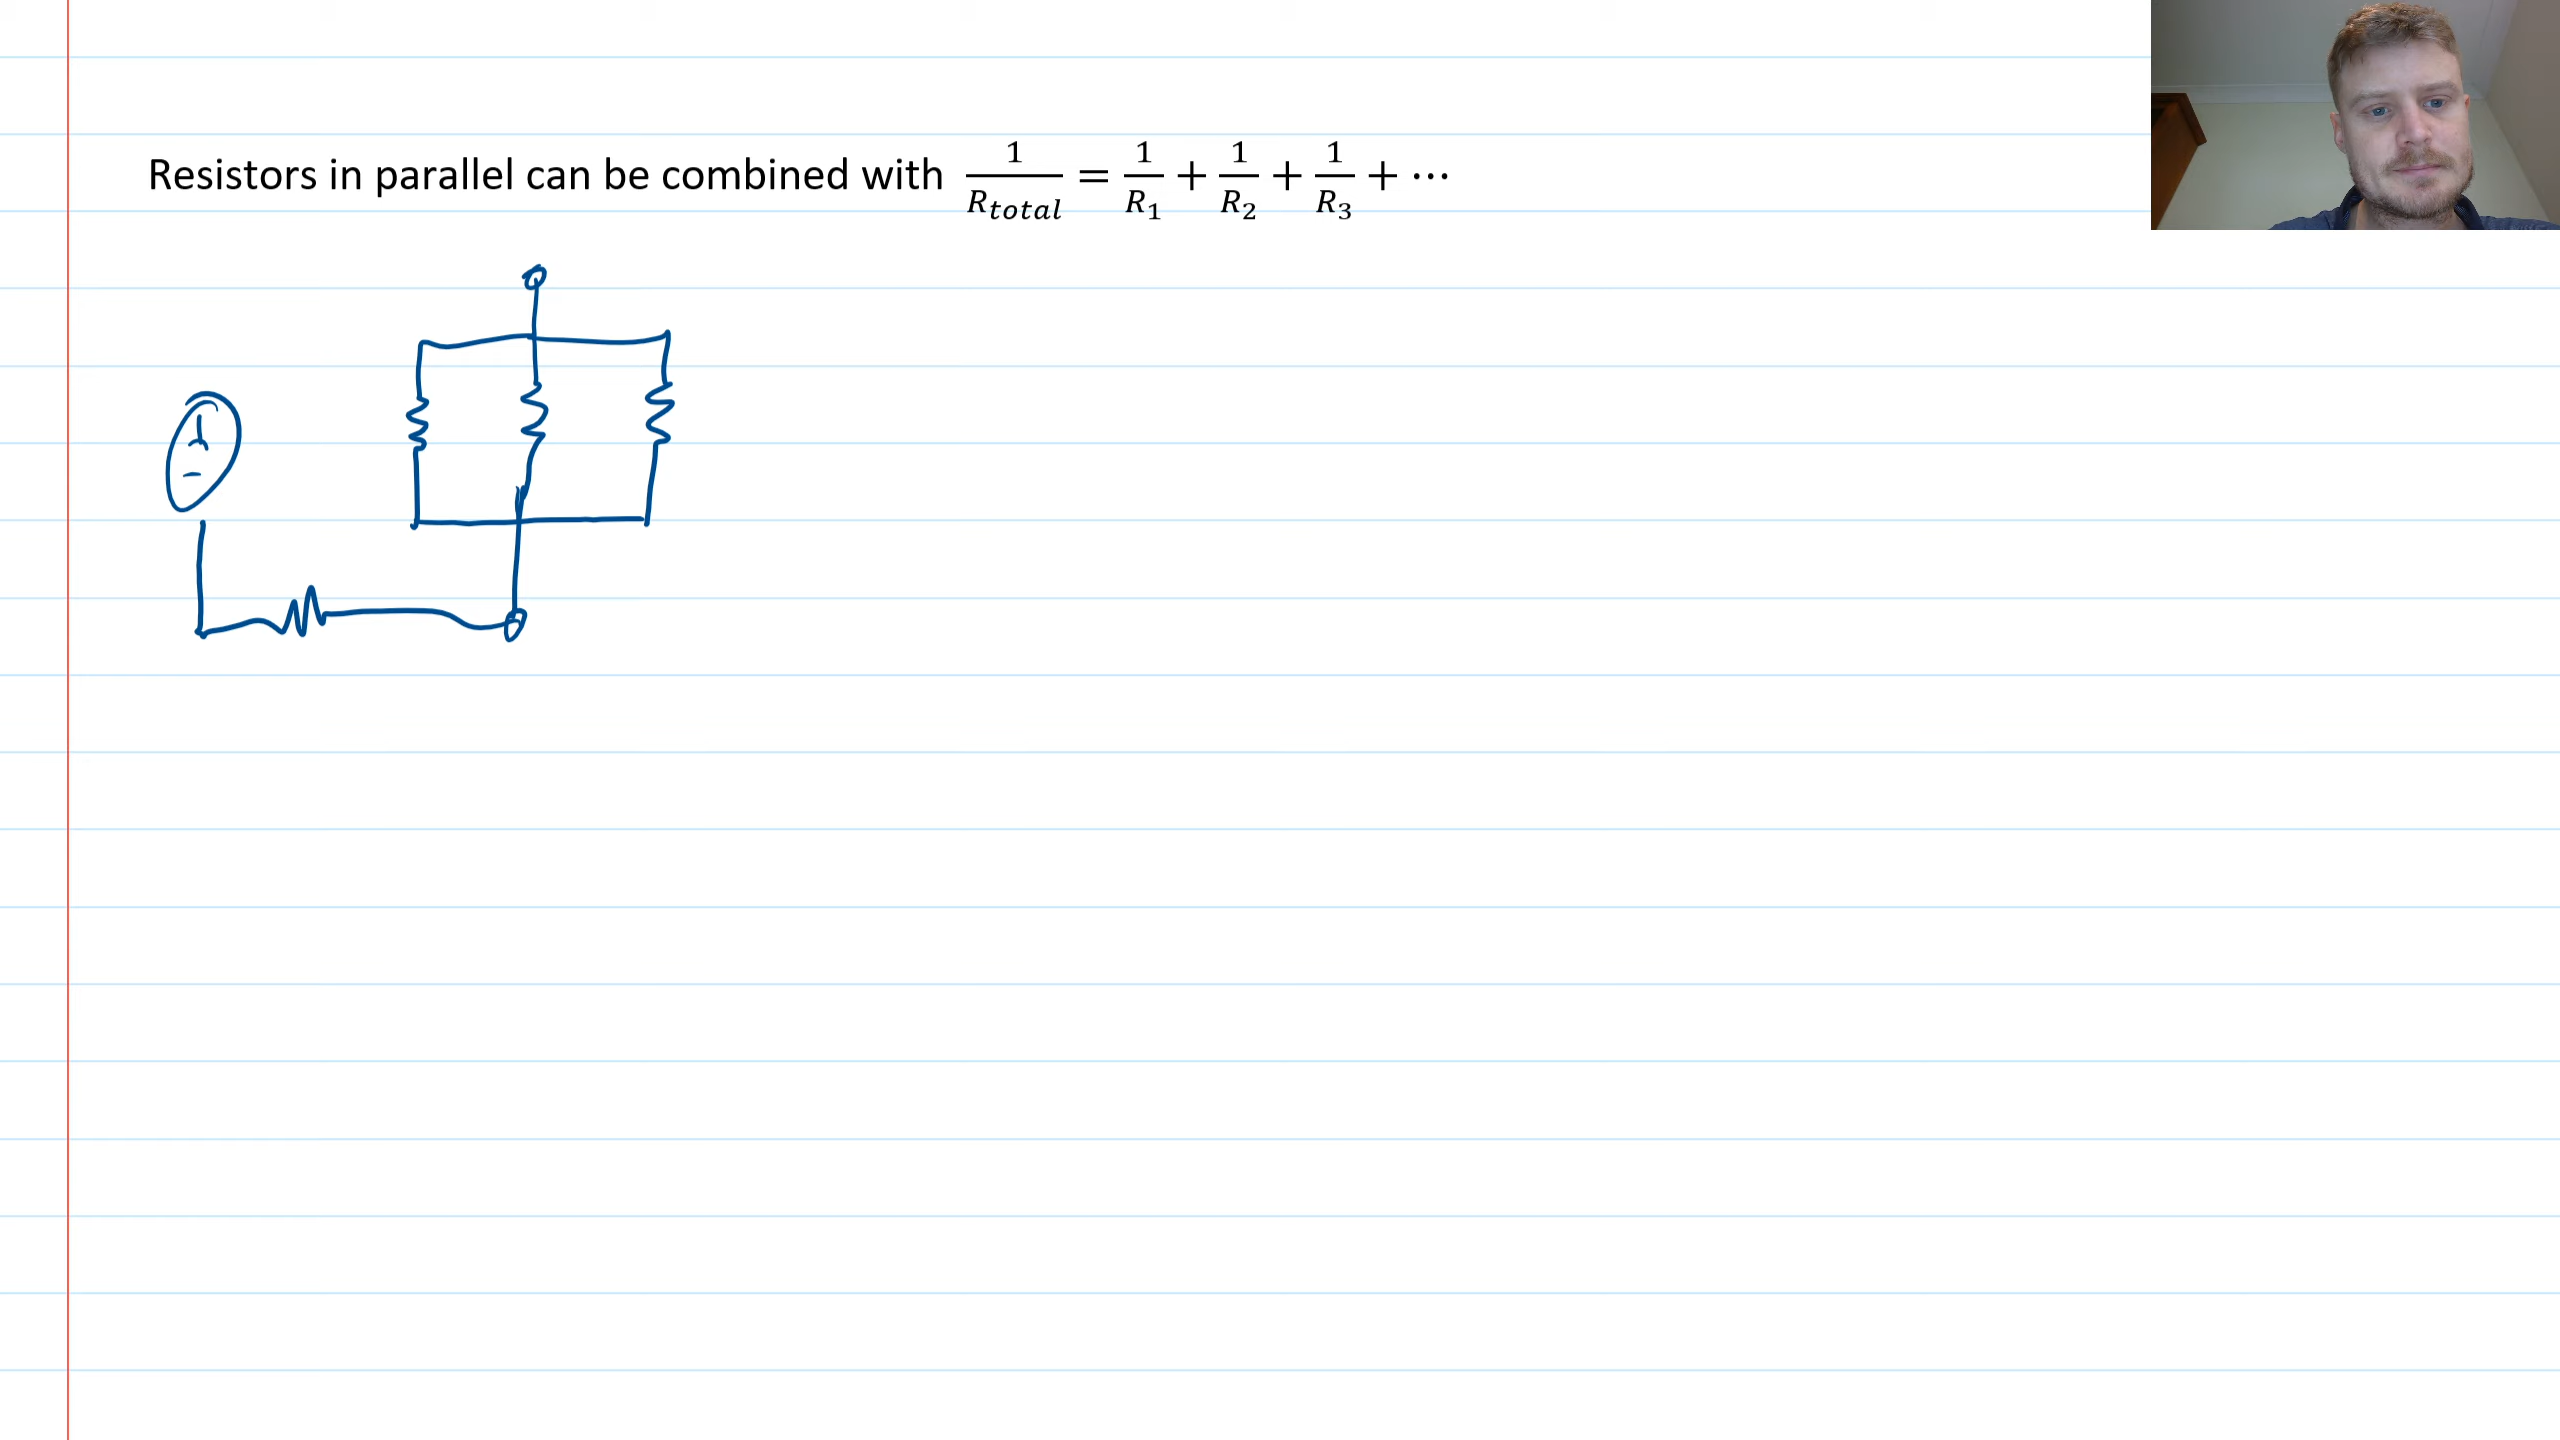 Resistors in parallel can be combined with 1/R_total = 1/R_1 + 1/R_2 + 1/R_3 + ⋯
+
-